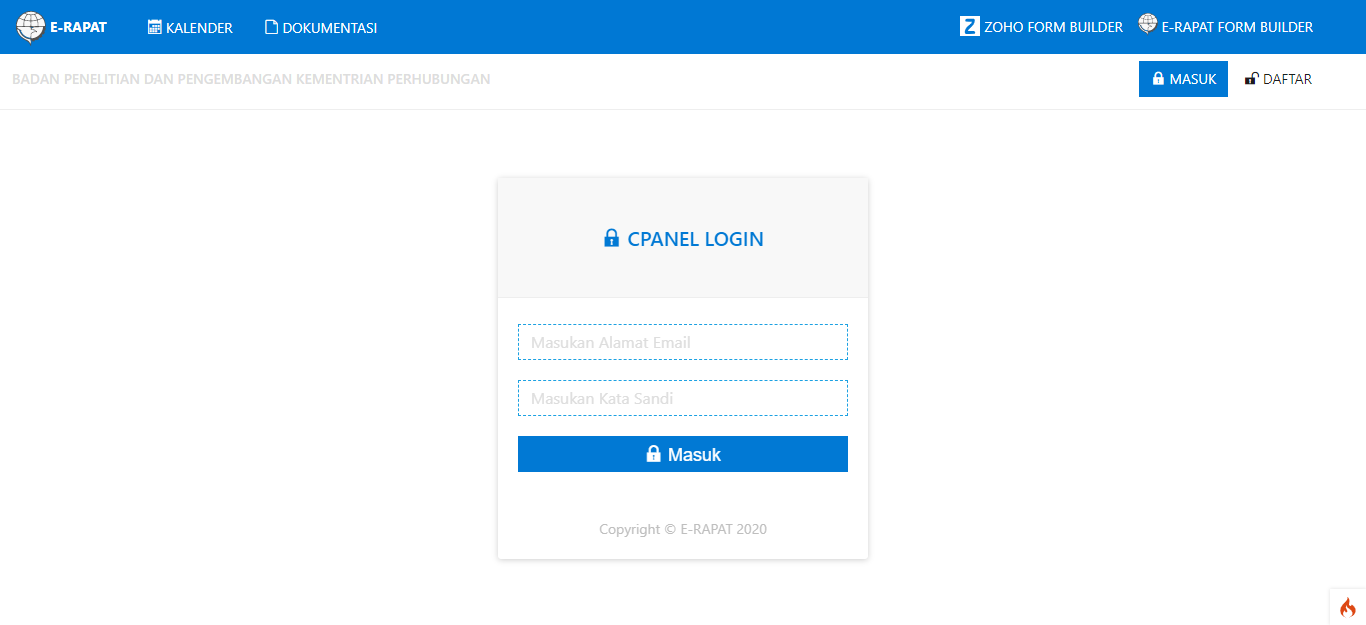 E-RAPAT KALENDER DOKUMENTASI Z ZOHO FORM BUILDER E-RAPAT FORM BUILDER
BADAN PENELITIAN DAN PENGEMBANGAN KEMENTRIAN PERHUBUNGAN MASUK DAFTAR
CPANEL LOGIN
Masukan Alamat Email
Masukan Kata Sandi
Masuk
Copyright © E-RAPAT 2020